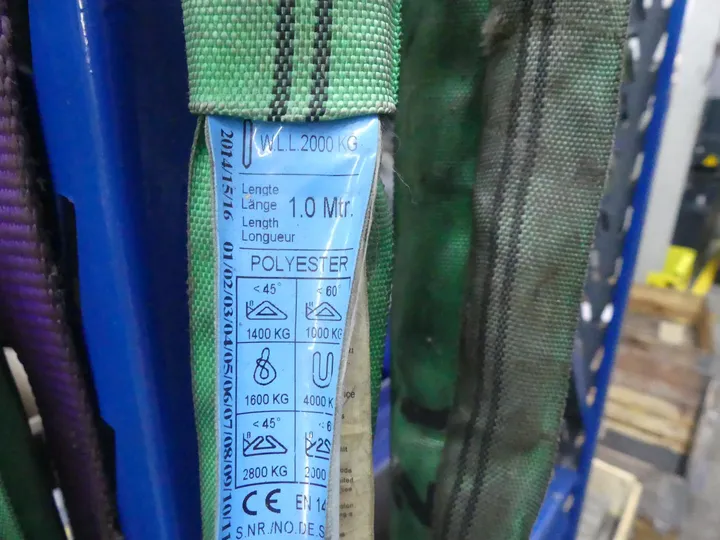 W.L.L.2000 KG
2014/15/16 01/02/03/04/05/06/07/08/09/10/11
Lengte
Länge
Length
Longueur
1.0 Mtr.
POLYESTER
< 45° < 60°
1400 KG 1000 KG
1600 KG 4000 K
< 45° < 6
2800 KG 2000
CE EN 14
S.NR./NO.DE.S